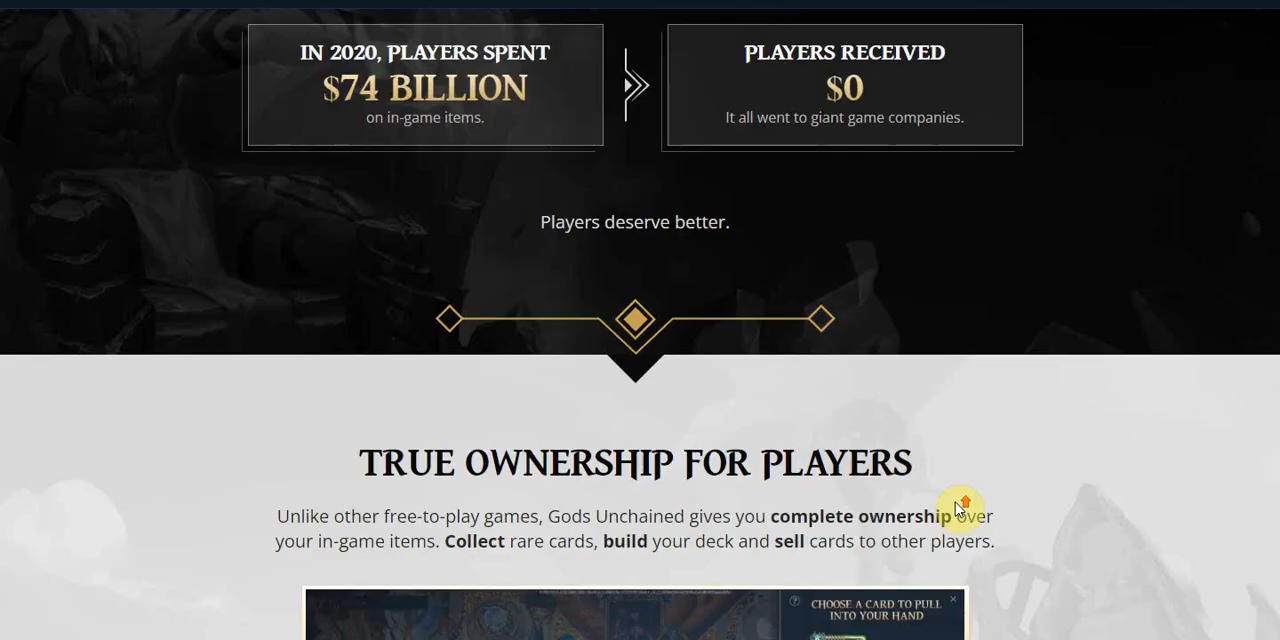 IN 2020, PLAYERS SPENT
$74 BILLION
on in-game items.
PLAYERS RECEIVED
$0
It all went to giant game companies.
Players deserve better.
TRUE OWNERSHIP FOR PLAYERS
Unlike other free-to-play games, Gods Unchained gives you complete ownership over
your in-game items. Collect rare cards, build your deck and sell cards to other players.
CHOOSE A CARD TO PULL
INTO YOUR HAND